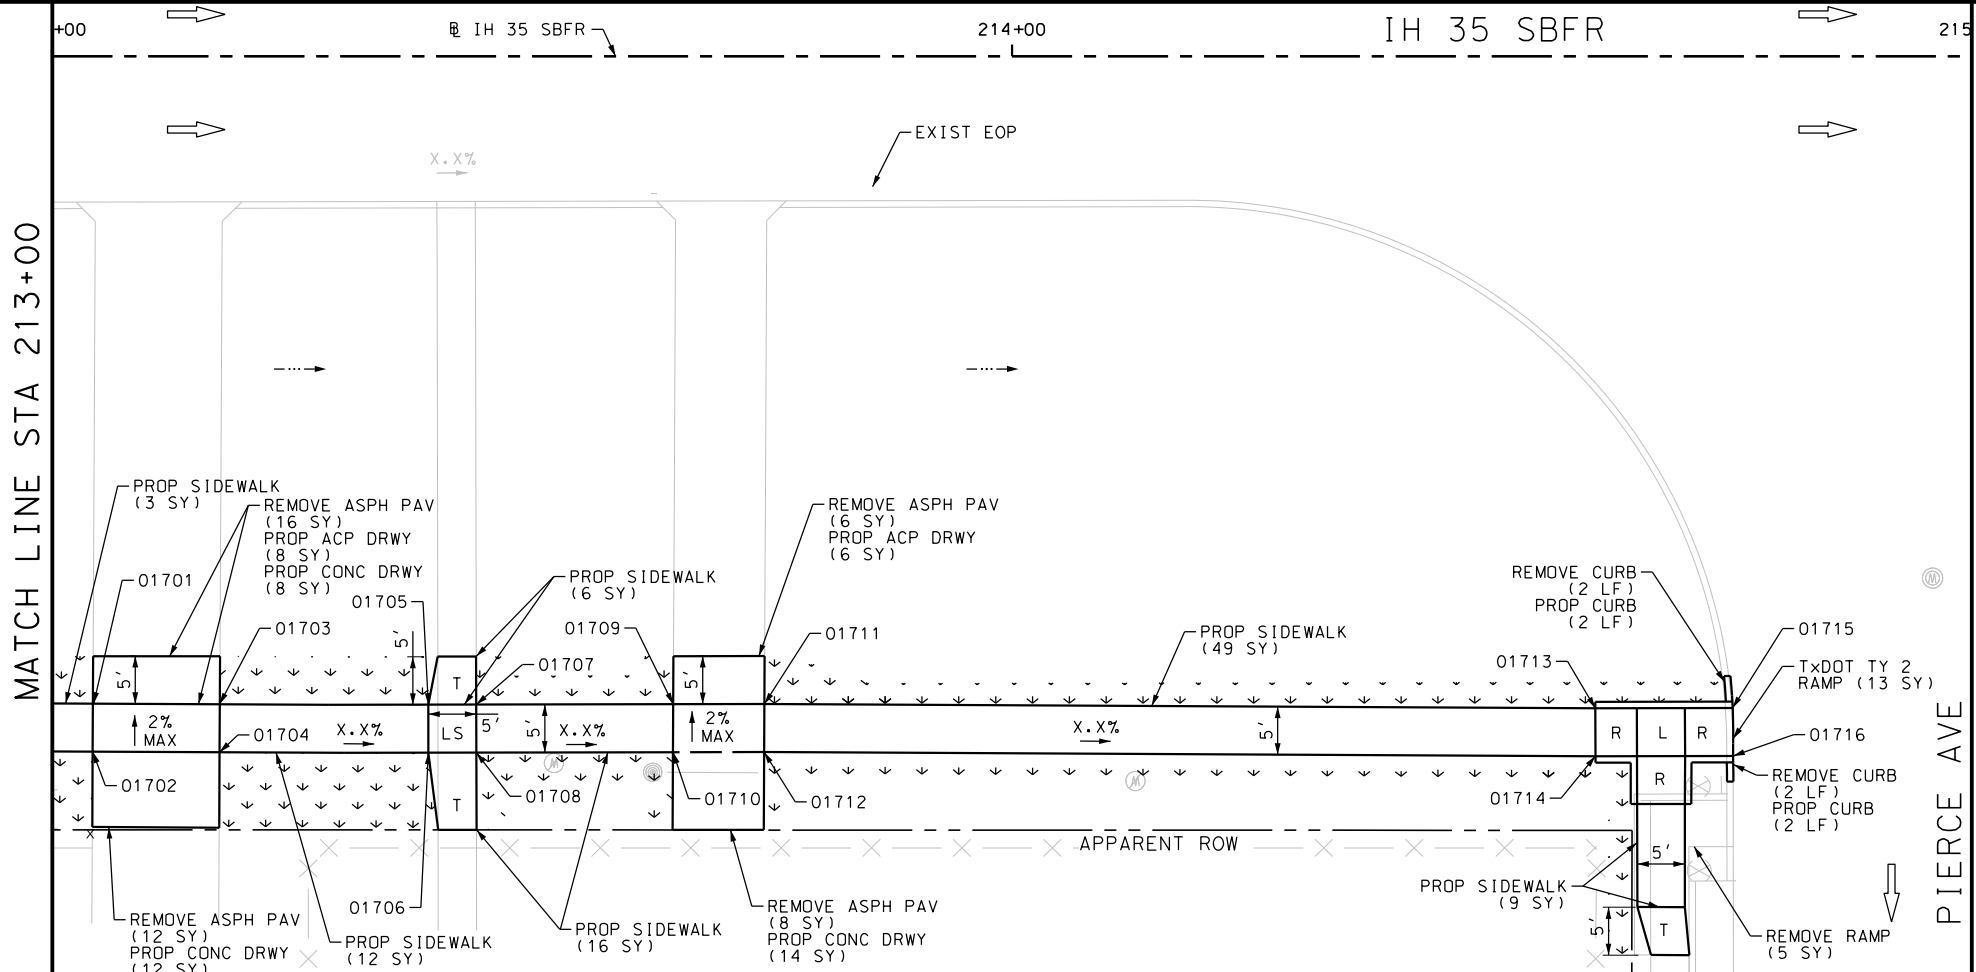 +00
℄ IH 35 SBFR
214+00
IH 35 SBFR
215
EXIST EOP
X.X%
MATCH LINE STA 213+00
PROP SIDEWALK
(3 SY)
REMOVE ASPH PAV
(16 SY)
PROP ACP DRWY
(8 SY)
PROP CONC DRWY
(8 SY)
01701
01703
01705
5'
PROP SIDEWALK
(6 SY)
01709
01707
REMOVE ASPH PAV
(6 SY)
PROP ACP DRWY
(6 SY)
01711
PROP SIDEWALK
(49 SY)
REMOVE CURB
(2 LF)
PROP CURB
(2 LF)
01713
01715
TxDOT TY 2
RAMP (13 SY)
M
5'
T
5'
2%
MAX
01704
X.X%
LS
5'
5'
X.X%
2%
MAX
X.X%
5'
R
L
R
01716
R
01702
T
01708
M
01710
01712
M
01714
REMOVE CURB
(2 LF)
PROP CURB
(2 LF)
APPARENT ROW
5'
PIERCE AVE
PROP SIDEWALK
(9 SY)
5'
T
REMOVE RAMP
(5 SY)
REMOVE ASPH PAV
(12 SY)
PROP CONC DRWY
(12 SY)
01706
PROP SIDEWALK
(12 SY)
PROP SIDEWALK
(16 SY)
REMOVE ASPH PAV
(8 SY)
PROP CONC DRWY
(14 SY)